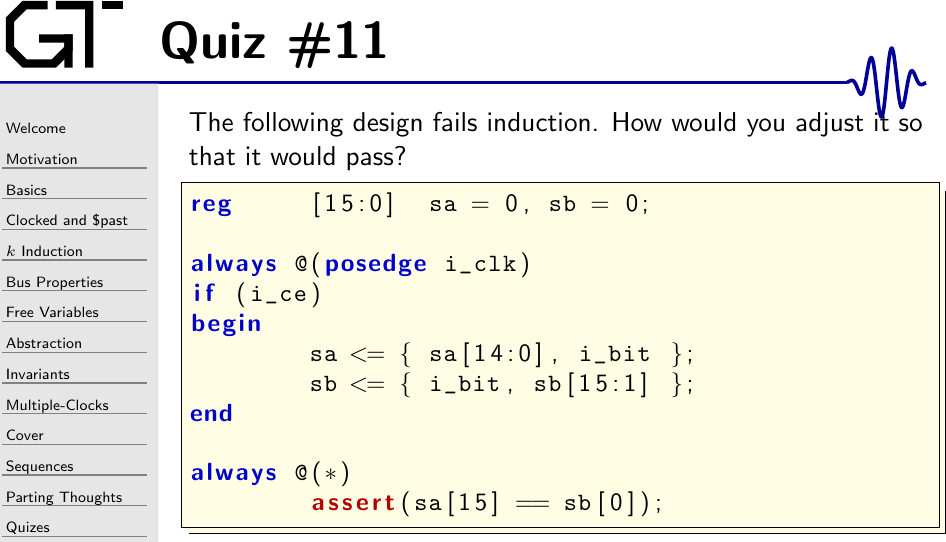 GT
Quiz #11
Welcome
Motivation
Basics
Clocked and $past
k Induction
Bus Properties
Free Variables
Abstraction
Invariants
Multiple-Clocks
Cover
Sequences
Parting Thoughts
Quizes
The following design fails induction. How would you adjust it so
that it would pass?
reg [15:0] sa = 0, sb = 0;
always @(posedge i_clk)
if (i_ce)
begin
sa <= { sa[14:0], i_bit };
sb <= { i_bit, sb[15:1] };
end
always @(*)
assert(sa[15] == sb[0]);